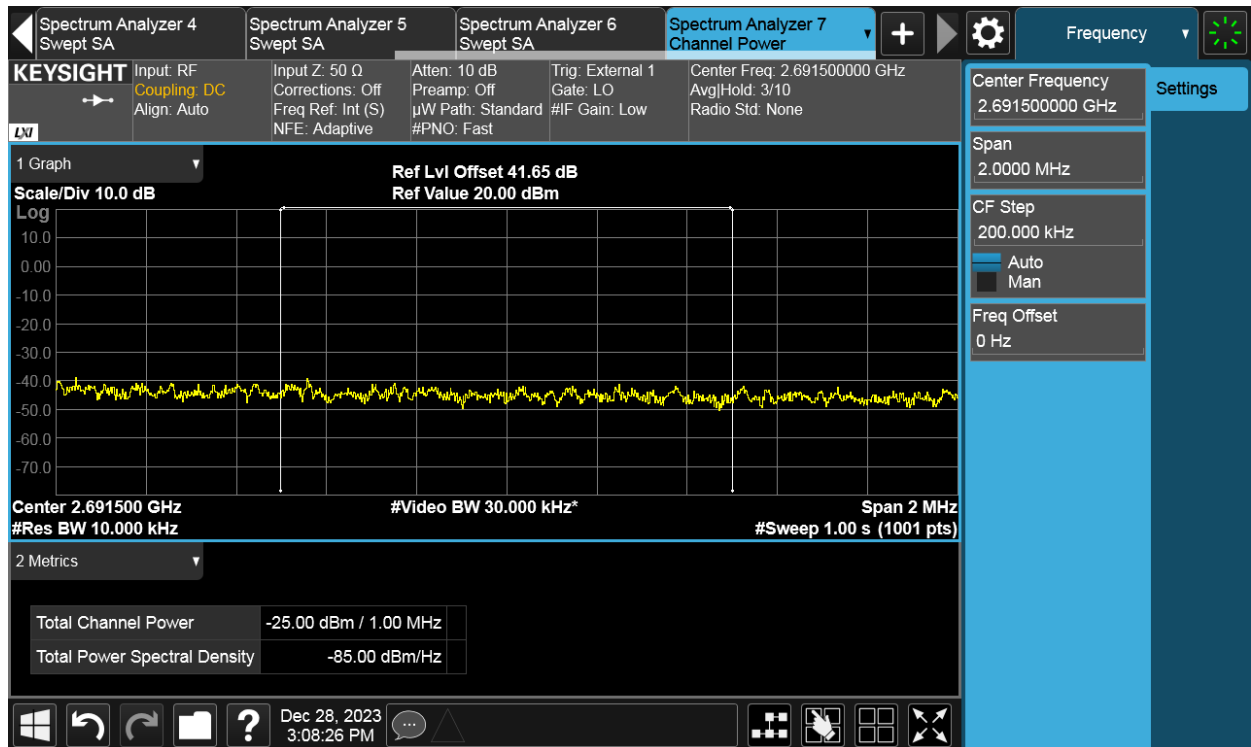 Spectrum Analyzer 4
Swept SA
Spectrum Analyzer 5
Swept SA
Spectrum Analyzer 6
Swept SA
Spectrum Analyzer 7
Channel Power
Frequency
KEYSIGHT
LXI
Input: RF
Coupling: DC
Align: Auto
Input Z: 50 Ω
Corrections: Off
Freq Ref: Int (S)
NFE: Adaptive
Atten: 10 dB
Preamp: Off
µW Path: Standard
#PNO: Fast
Trig: External 1
Gate: LO
#IF Gain: Low
Center Freq: 2.691500000 GHz
Avg|Hold: 3/10
Radio Std: None
Center Frequency
2.691500000 GHz
Settings
Span
2.0000 MHz
CF Step
200.000 kHz
Auto
Man
Freq Offset
0 Hz
1 Graph
Scale/Div 10.0 dB
Ref Lvl Offset 41.65 dB
Ref Value 20.00 dBm
Log
10.0
0.00
-10.0
-20.0
-30.0
-40.0
-50.0
-60.0
-70.0
Center 2.691500 GHz
#Video BW 30.000 kHz*
Span 2 MHz
#Res BW 10.000 kHz
#Sweep 1.00 s (1001 pts)
2 Metrics
Total Channel Power -25.00 dBm / 1.00 MHz
Total Power Spectral Density -85.00 dBm/Hz
?
Dec 28, 2023
3:08:26 PM